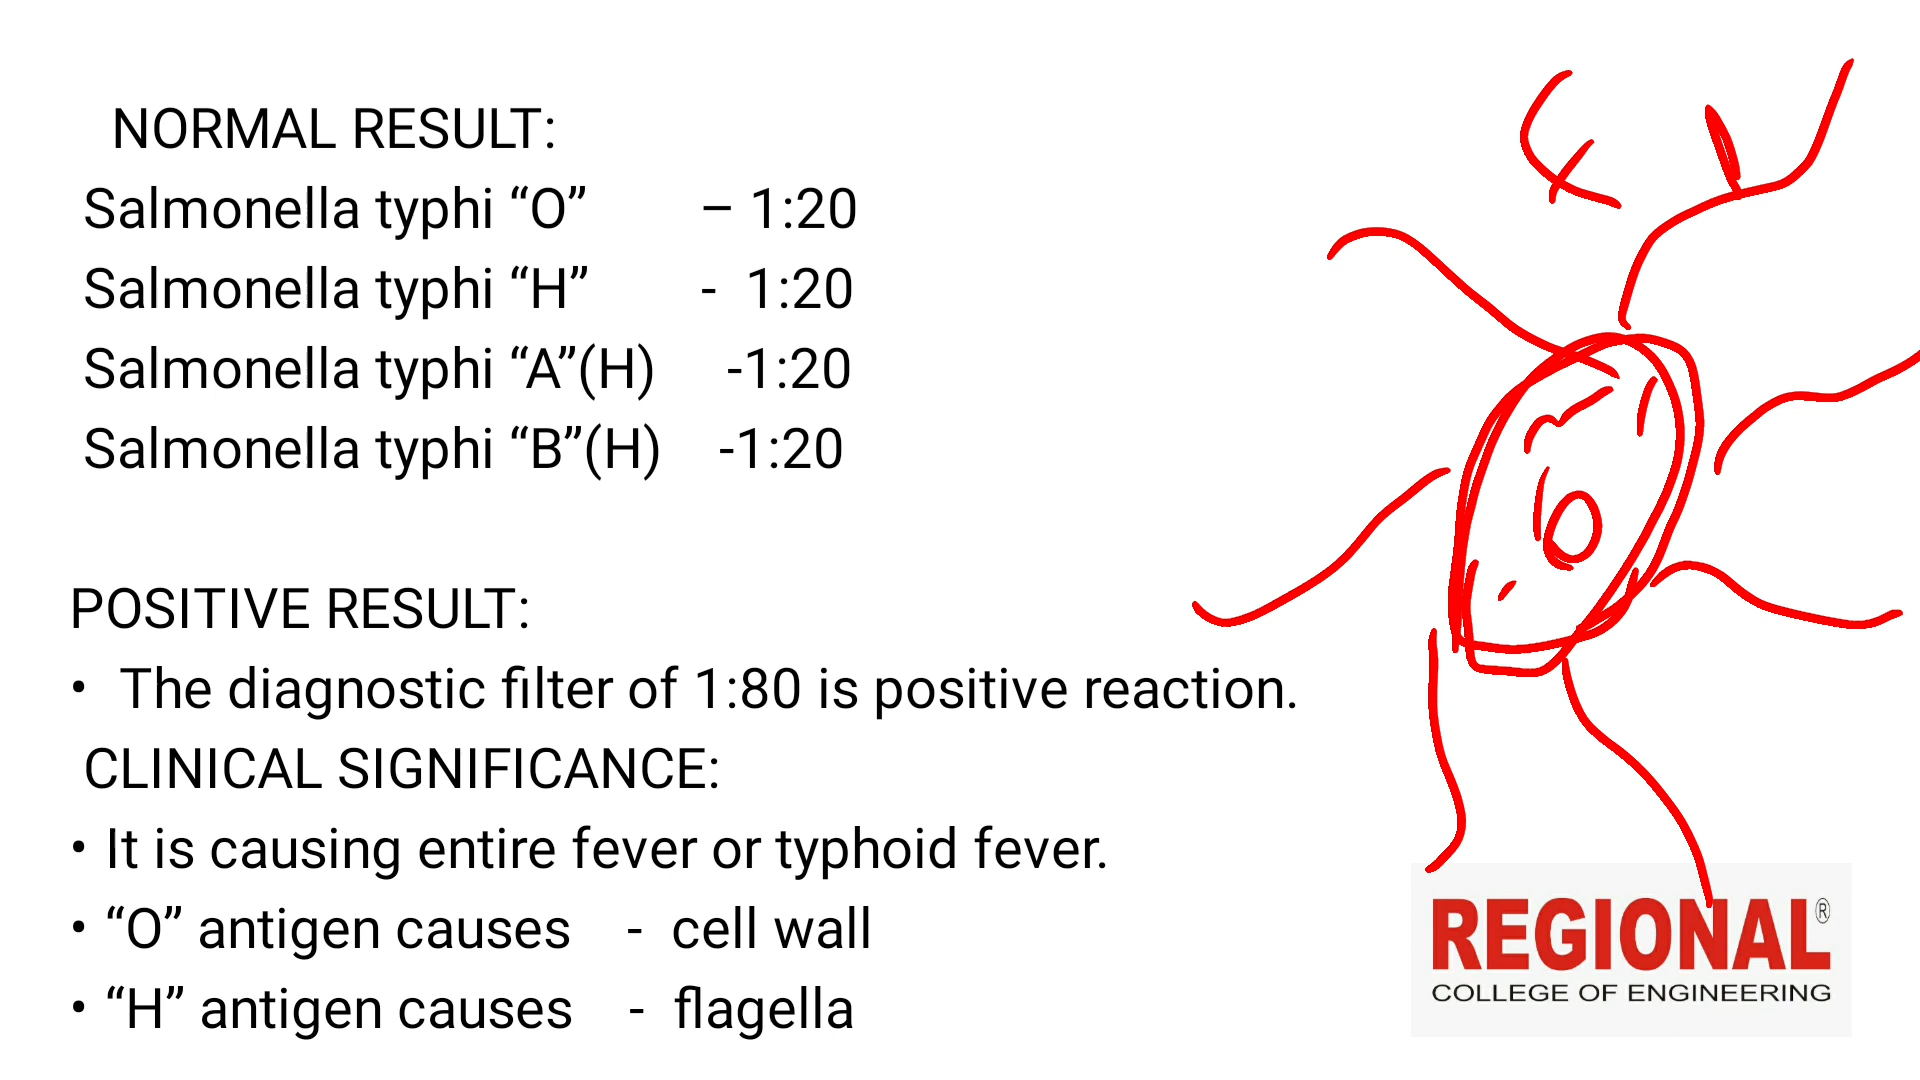 NORMAL RESULT:
Salmonella typhi “O” – 1:20
Salmonella typhi “H” - 1:20
Salmonella typhi “A”(H) -1:20
Salmonella typhi “B”(H) -1:20
POSITIVE RESULT:
• The diagnostic filter of 1:80 is positive reaction.
CLINICAL SIGNIFICANCE:
• It is causing entire fever or typhoid fever.
• “O” antigen causes - cell wall
• “H” antigen causes - flagella
REGIONAL®
COLLEGE OF ENGINEERING